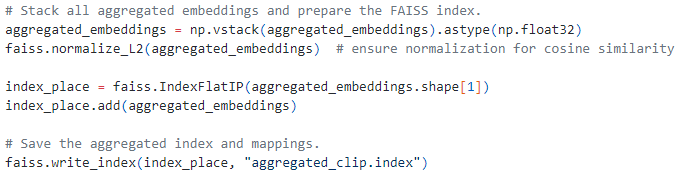 # Stack all aggregated embeddings and prepare the FAISS index.
aggregated_embeddings = np.vstack(aggregated_embeddings).astype(np.float32)
faiss.normalize_L2(aggregated_embeddings)  # ensure normalization for cosine similarity
index_place = faiss.IndexFlatIP(aggregated_embeddings.shape[1])
index_place.add(aggregated_embeddings)
# Save the aggregated index and mappings.
faiss.write_index(index_place, "aggregated_clip.index")